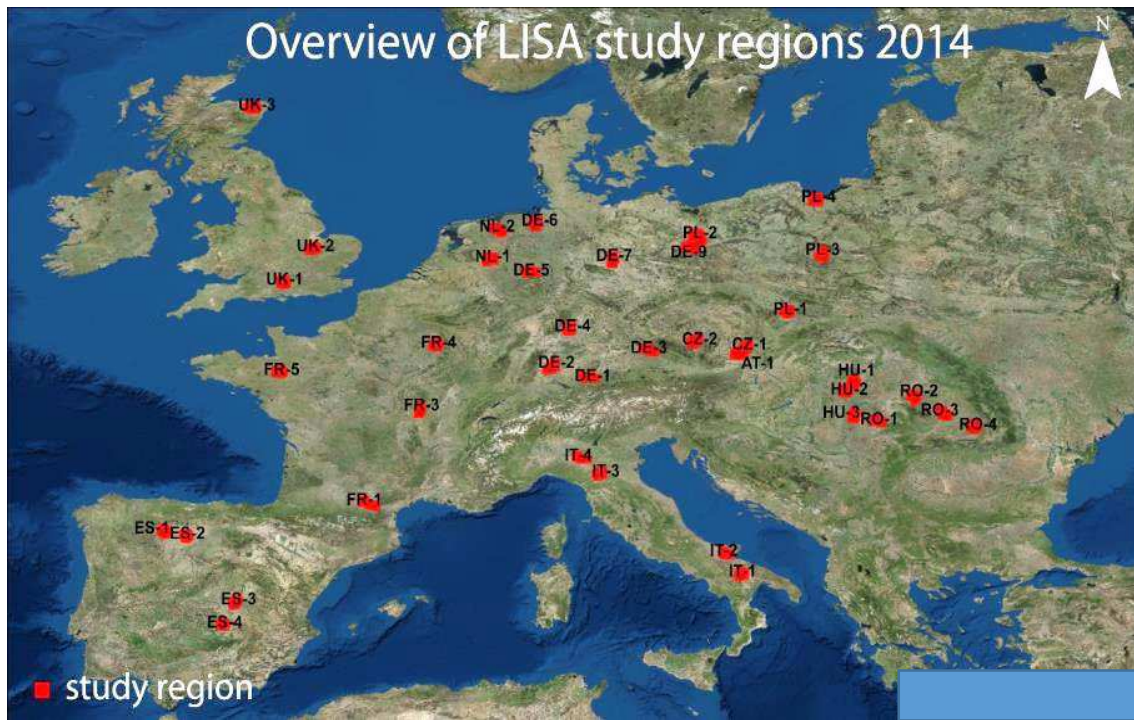 Overview of LISA study regions 2014
N
UK-3
PL-4
NL-2
DE-6
PL-2
UK-2
DE-9
PL-3
NL-1
DE-7
DE-5
UK-1
PL-1
DE-4
FR-4
CZ-2
CZ-1
DE-3
AT-1
DE-2
FR-5
DE-1
HU-1
HU-2
RO-2
FR-3
HU-3
RO-1
RO-3
RO-4
IT-4
IT-3
FR-1
ES-1
ES-2
IT-2
IT-1
ES-3
ES-4
study region